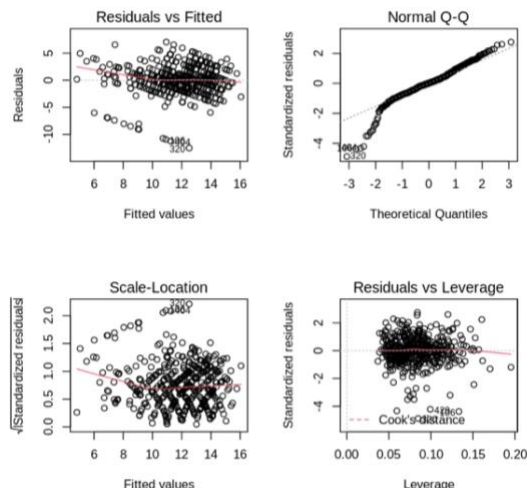 Residuals vs Fitted
Residuals
5
0
-5
-10
320
6 8 10 12 14 16
Fitted values
Normal Q-Q
Standardized residuals
2
0
-2
-4
320
-3 -2 -1 0 1 2 3
Theoretical Quantiles
Scale-Location
√|Standardized residuals|
2.0
1.5
1.0
0.5
0.0
320
6 8 10 12 14 16
Fitted values
Residuals vs Leverage
Standardized residuals
2
0
-2
-4
Cook's distance
0.00 0.05 0.10 0.15 0.20
Leverage